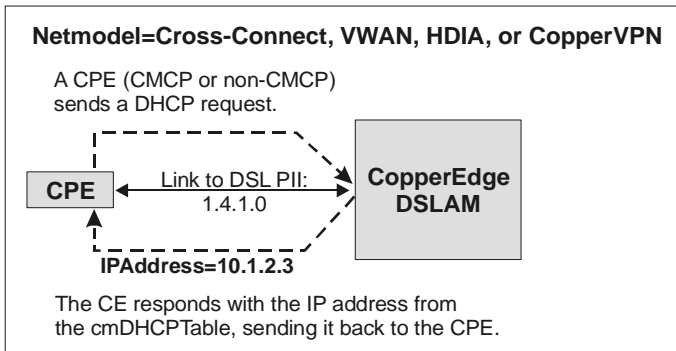 Netmodel=Cross-Connect, VWAN, HDIA, or CopperVPN
A CPE (CMCP or non-CMCP)
sends a DHCP request.
CPE
Link to DSL PII:
1.4.1.0
CopperEdge
DSLAM
IPAddress=10.1.2.3
The CE responds with the IP address from
the cmDHCPTable, sending it back to the CPE.